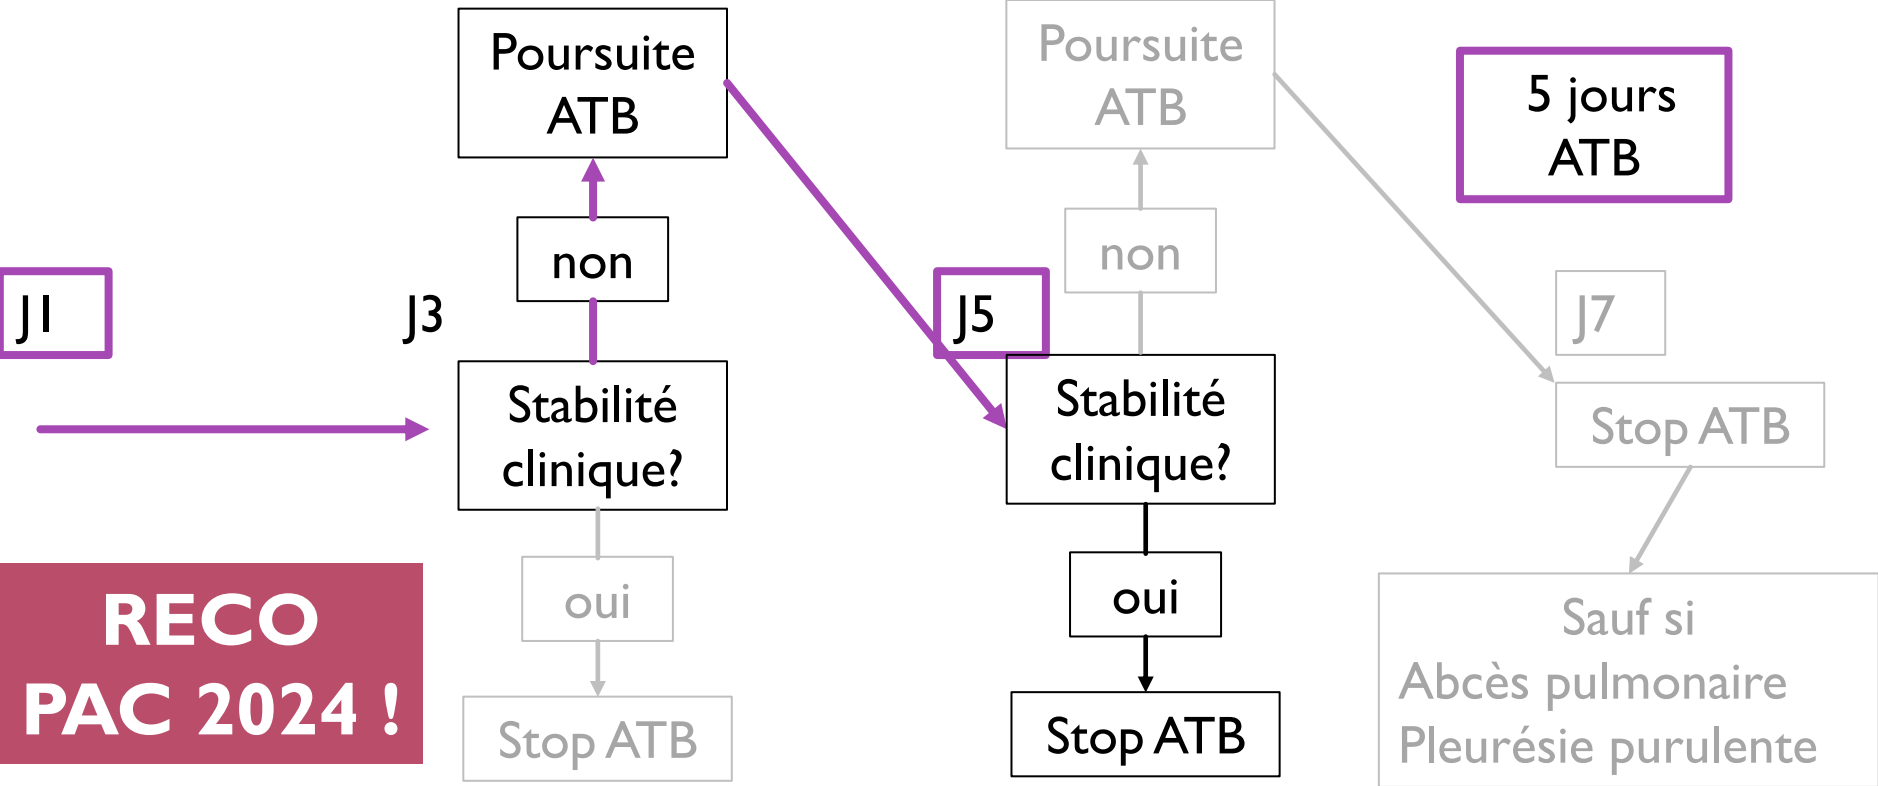 Poursuite
ATB
non
J1
J3
Stabilité
clinique?
oui
Stop ATB
RECO
PAC 2024 !
Poursuite
ATB
non
J5
Stabilité
clinique?
oui
Stop ATB
5 jours
ATB
J7
Stop ATB
Sauf si
Abcès pulmonaire
Pleurésie purulente